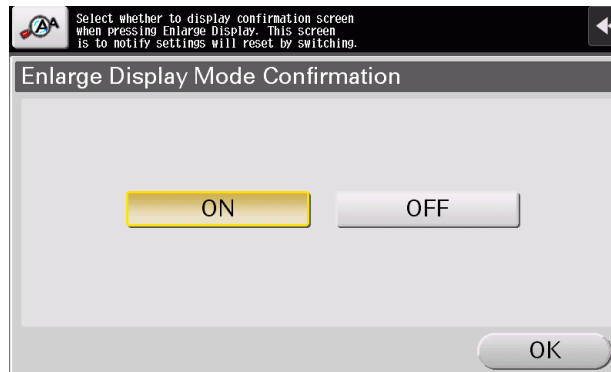 Select whether to display confirmation screen
when pressing Enlarge Display. This screen
is to notify settings will reset by switching.
Enlarge Display Mode Confirmation
ON
OFF
OK